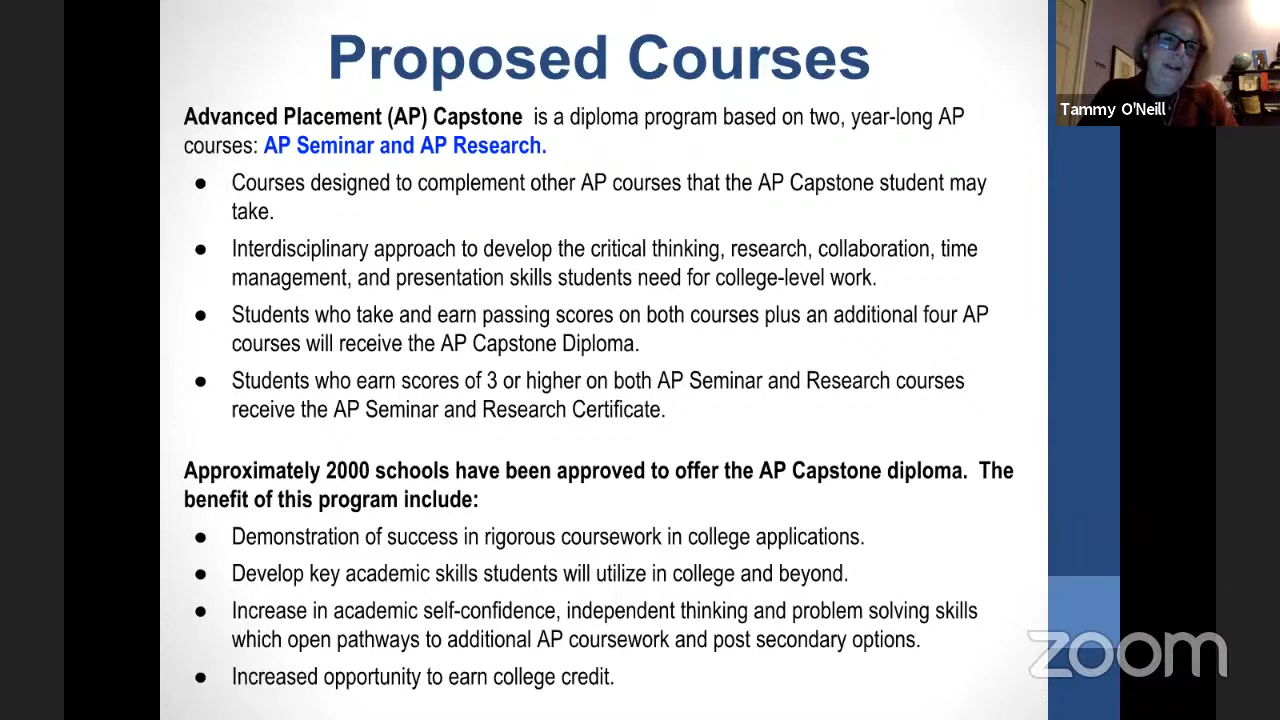 Proposed Courses
Tammy O'Neill
Advanced Placement (AP) Capstone is a diploma program based on two, year-long AP
courses: AP Seminar and AP Research.
● Courses designed to complement other AP courses that the AP Capstone student may
take.
● Interdisciplinary approach to develop the critical thinking, research, collaboration, time
management, and presentation skills students need for college-level work.
● Students who take and earn passing scores on both courses plus an additional four AP
courses will receive the AP Capstone Diploma.
● Students who earn scores of 3 or higher on both AP Seminar and Research courses
receive the AP Seminar and Research Certificate.
Approximately 2000 schools have been approved to offer the AP Capstone diploma. The
benefit of this program include:
● Demonstration of success in rigorous coursework in college applications.
● Develop key academic skills students will utilize in college and beyond.
● Increase in academic self-confidence, independent thinking and problem solving skills
which open pathways to additional AP coursework and post secondary options.
● Increased opportunity to earn college credit.
zoom